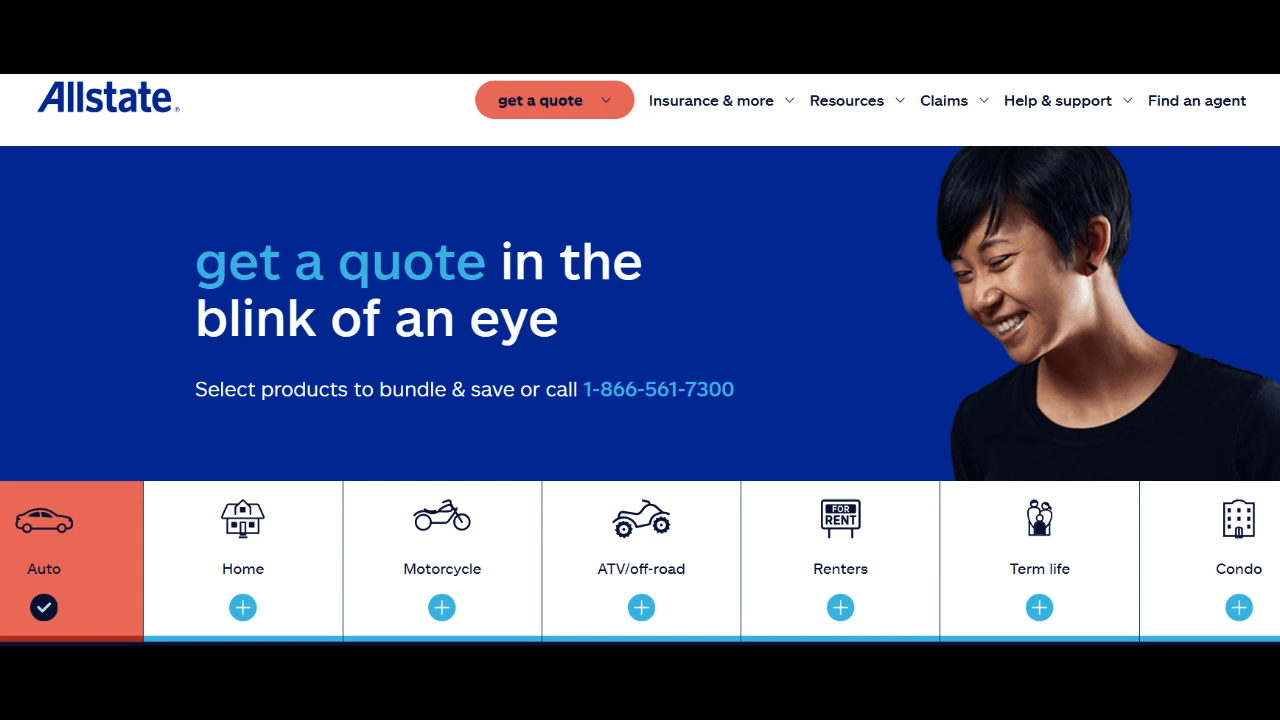 Allstate®
get a quote
Insurance & more
Resources
Claims
Help & support
Find an agent
get a quote in the
blink of an eye
Select products to bundle & save or call 1-866-561-7300
FOR
RENT
Auto
Home
Motorcycle
ATV/off-road
Renters
Term life
Condo